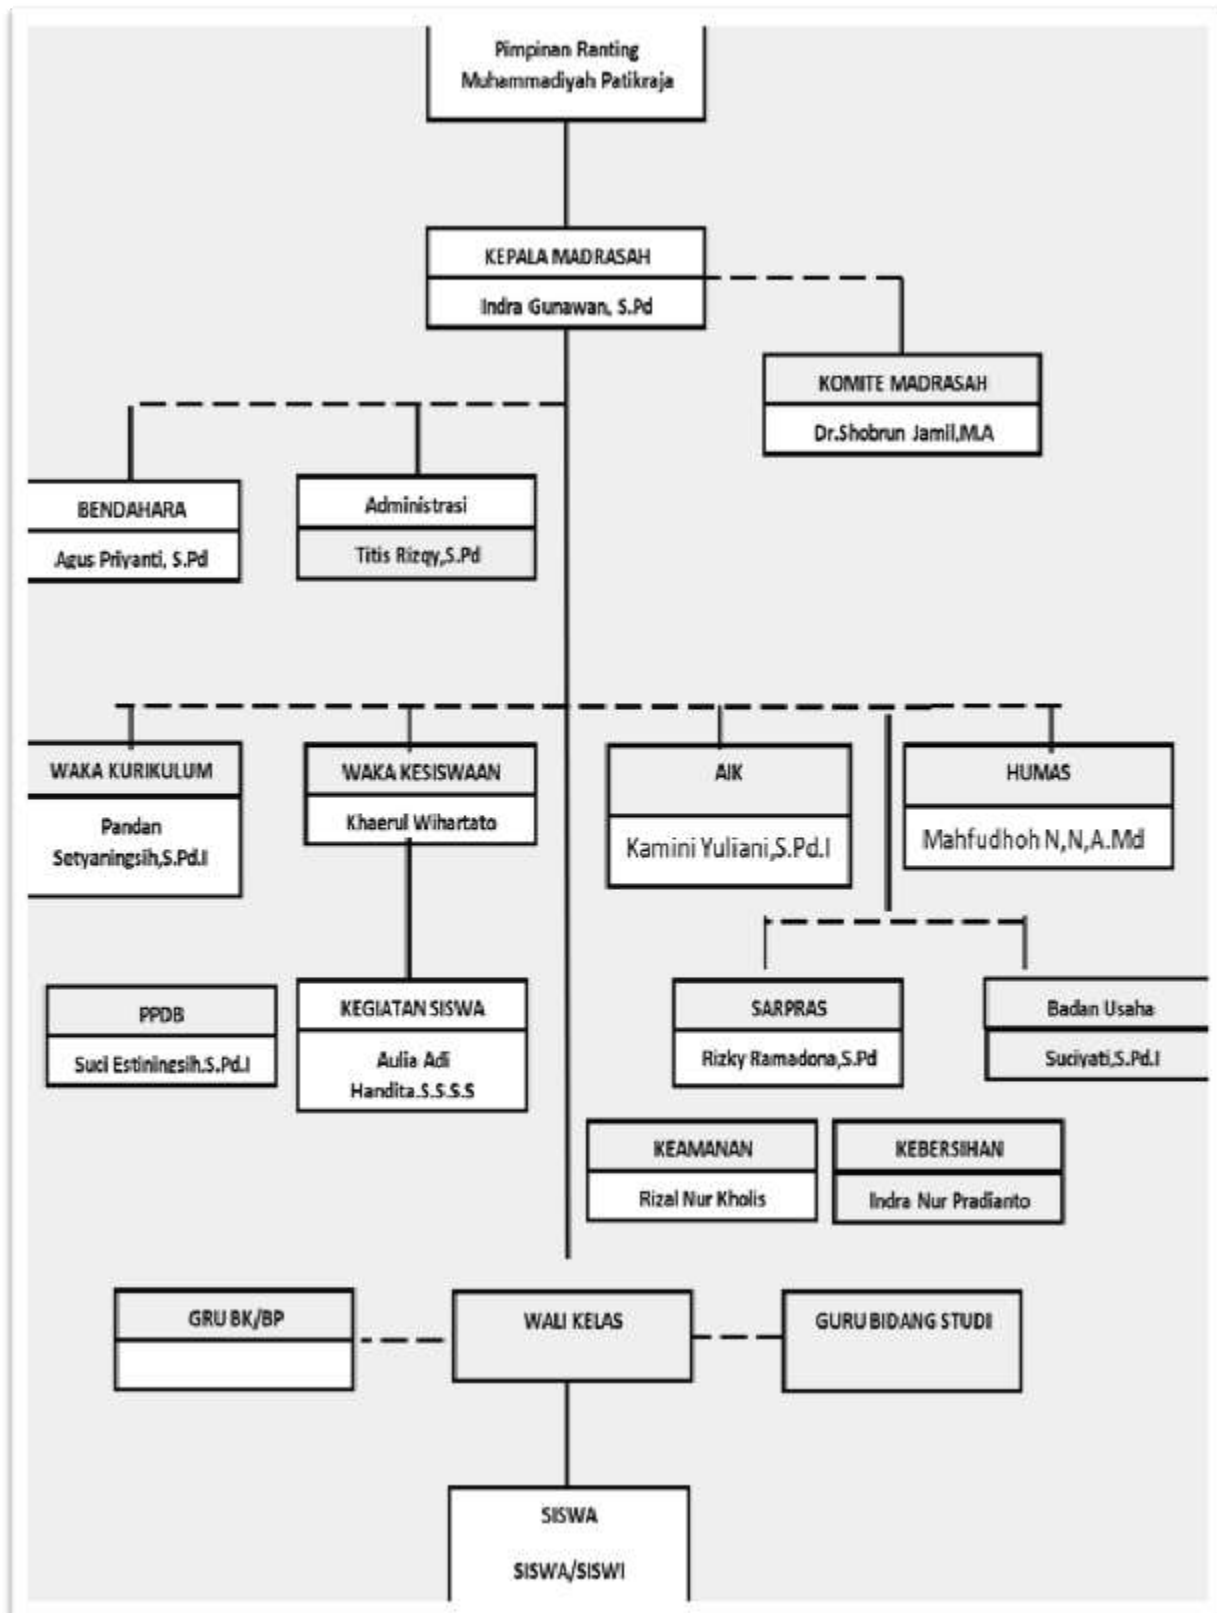 Pimpinan Ranting
Muhammadiyah Patikraja
KEPALA MADRASAH
Indra Gunawan, S.Pd
KOMITE MADRASAH
Dr.Shobrun Jamil,M.A
BENDAHARA
Agus Priyanti, S.Pd
Administrasi
Titis Rizqy,S.Pd
WAKA KURIKULUM
Pandan
Setyaningsih,S.Pd.I
WAKA KESISWAAN
Khaerul Wihartato
AIK
Kamini Yuliani,S.Pd.I
HUMAS
Mahfudhoh N,N,A.Md
PPDB
Suci Estiningsih.S.Pd.I
KEGIATAN SISWA
Aulia Adi
Handita.S.S.S.S
SARPRAS
Rizky Ramadona,S.Pd
Badan Usaha
Suciyati,S.Pd.I
KEAMANAN
Rizal Nur Kholis
KEBERSIHAN
Indra Nur Pradianto
GRU BK/BP
WALI KELAS
GURU BIDANG STUDI
SISWA
SISWA/SISWI